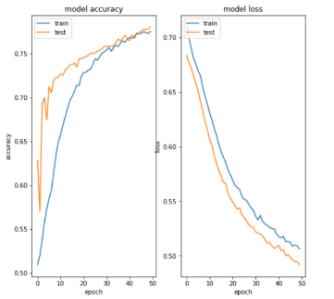 model accuracy
train
test
0.75
0.70
0.65
0.60
0.55
0.50
accuracy
0
10
20
30
40
50
epoch
model loss
train
test
0.70
0.65
0.60
0.55
0.50
loss
0
10
20
30
40
50
epoch